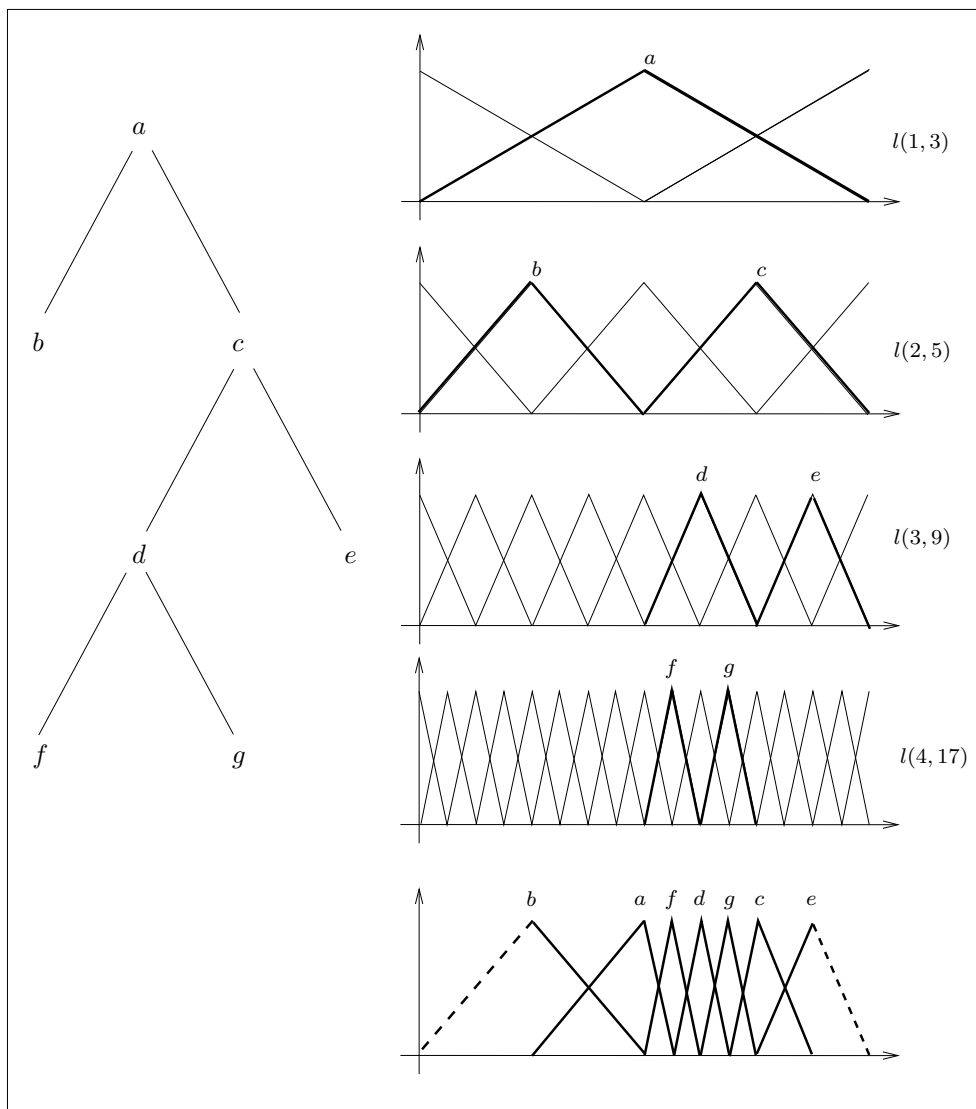 a
b
c
d
e
f
g
a
l(1, 3)
b
c
l(2, 5)
d
e
l(3, 9)
f
g
l(4, 17)
b a f d g c e